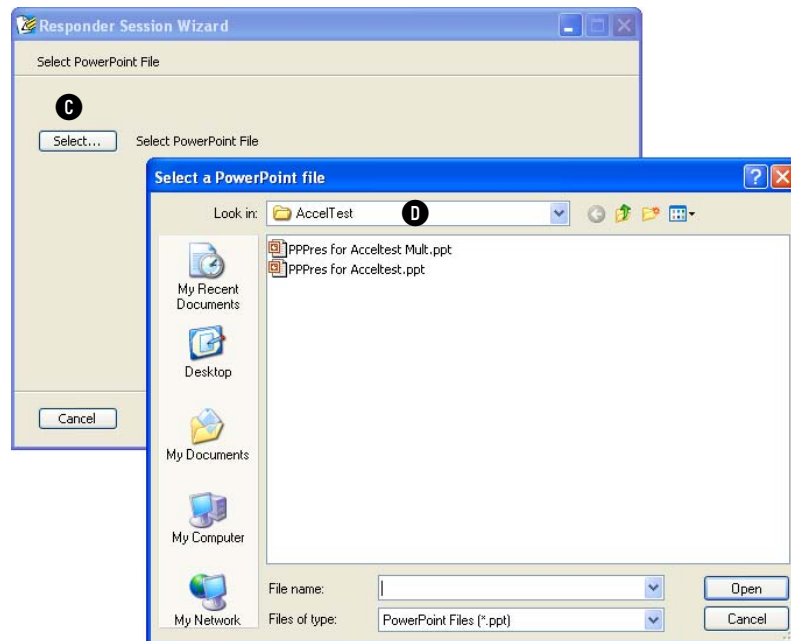 Responder Session Wizard
Select PowerPoint File
C
Select... Select PowerPoint File
Select a PowerPoint file
Look in: AccelTest D
PPPres for Acceltest Mult.ppt
PPPres for Acceltest.ppt
My Recent
Documents
Desktop
My Documents
My Computer
My Network
File name: Open
Files of type: PowerPoint Files (*.ppt) Cancel
Cancel